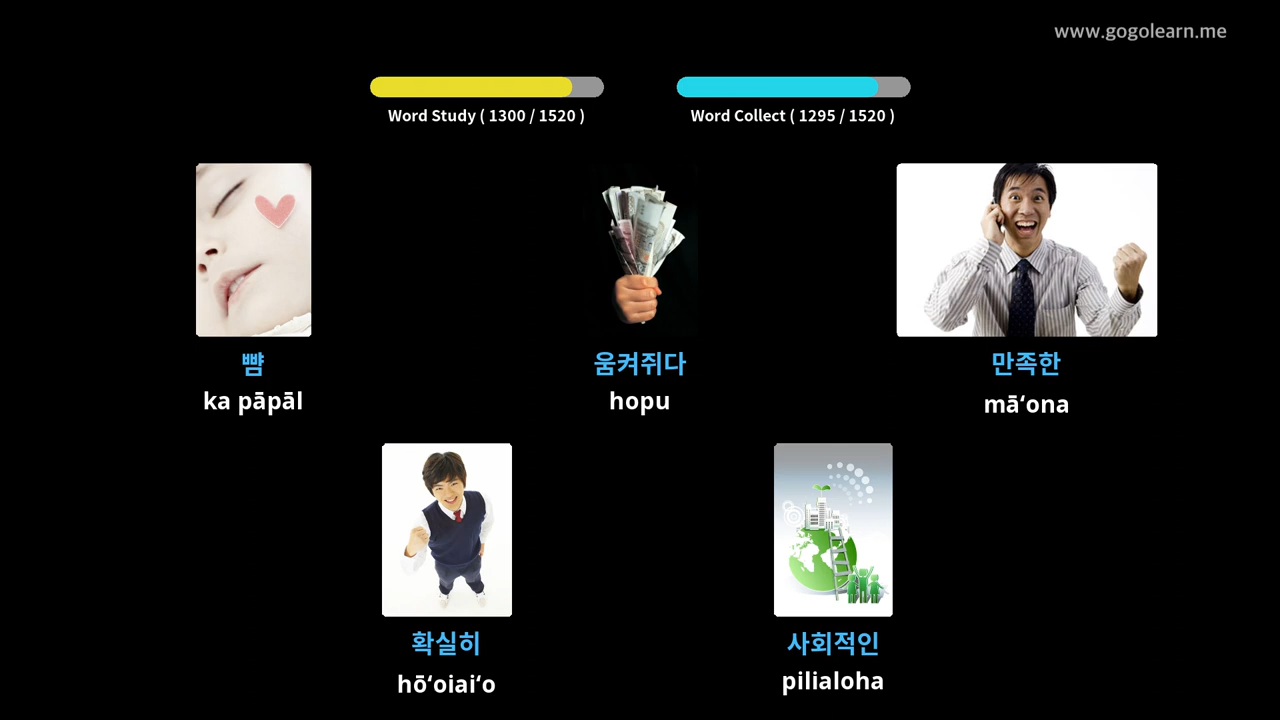 www.gogolearn.me
Word Study ( 1300 / 1520 )
Word Collect ( 1295 / 1520 )
뺨
ka pāpāl
움켜쥐다
hopu
만족한
māʻona
확실히
hōʻoiaiʻo
사회적인
pilialoha